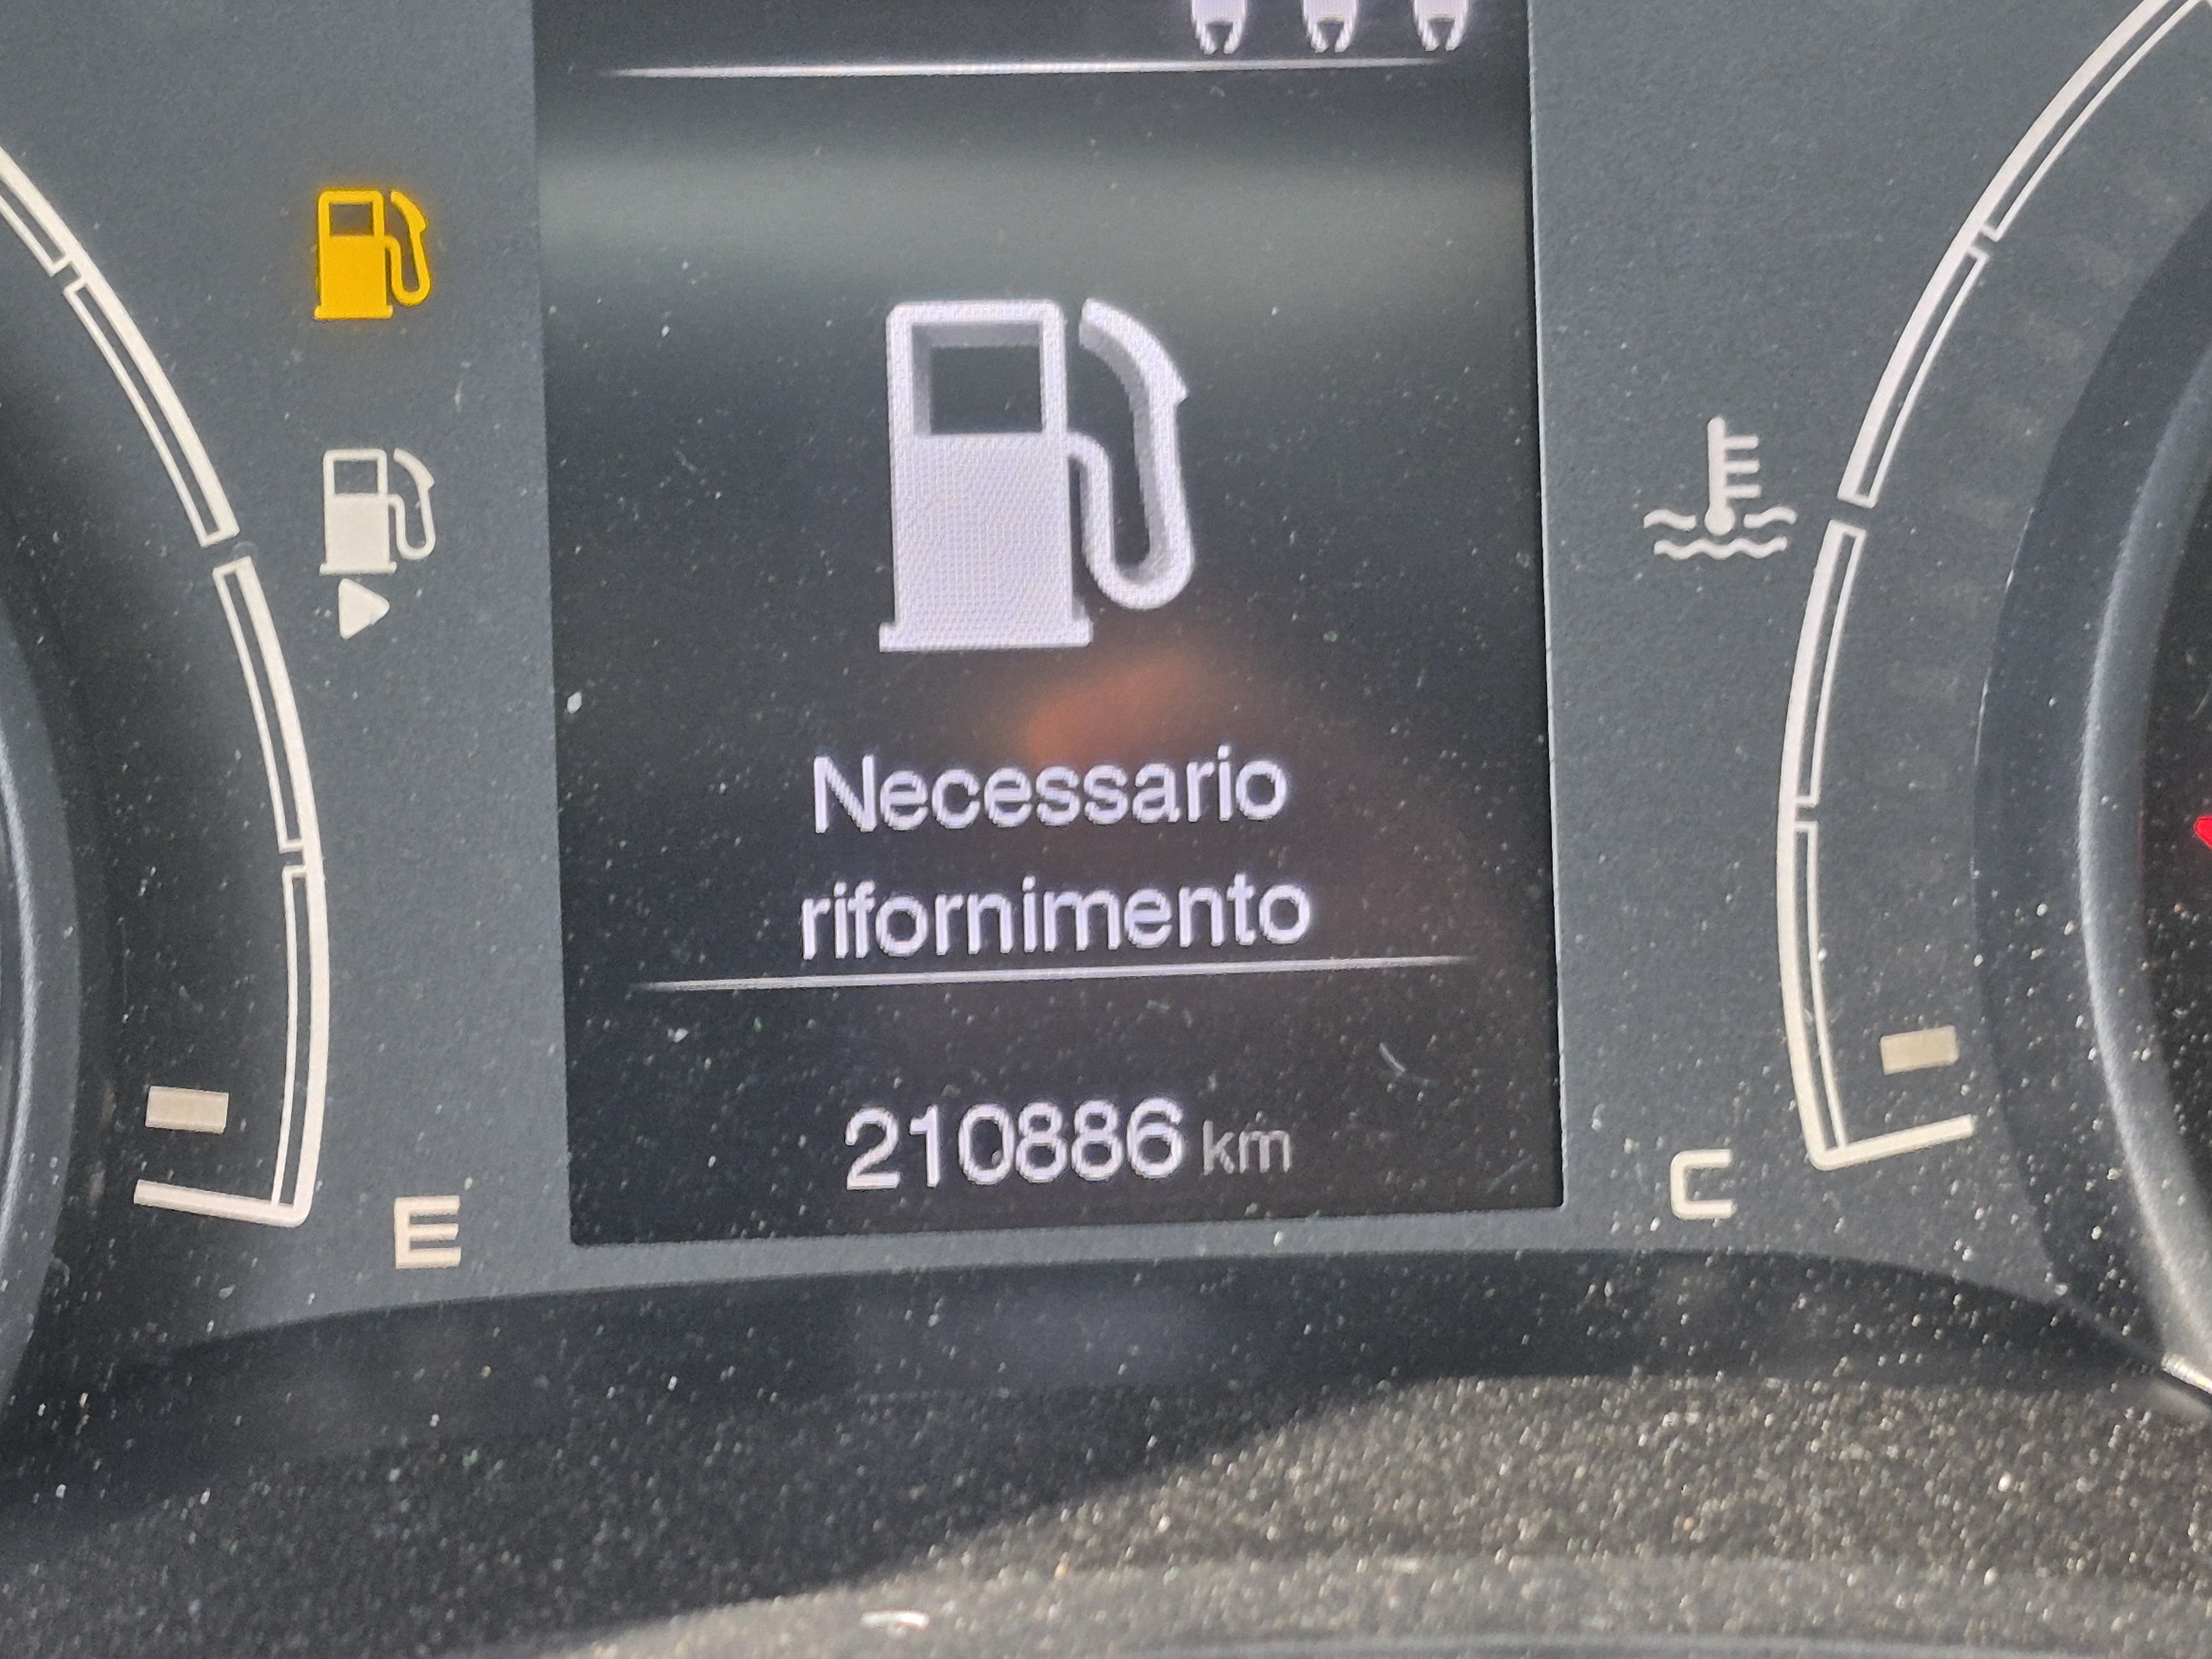 Necessario
rifornimento
210886 km
E
C